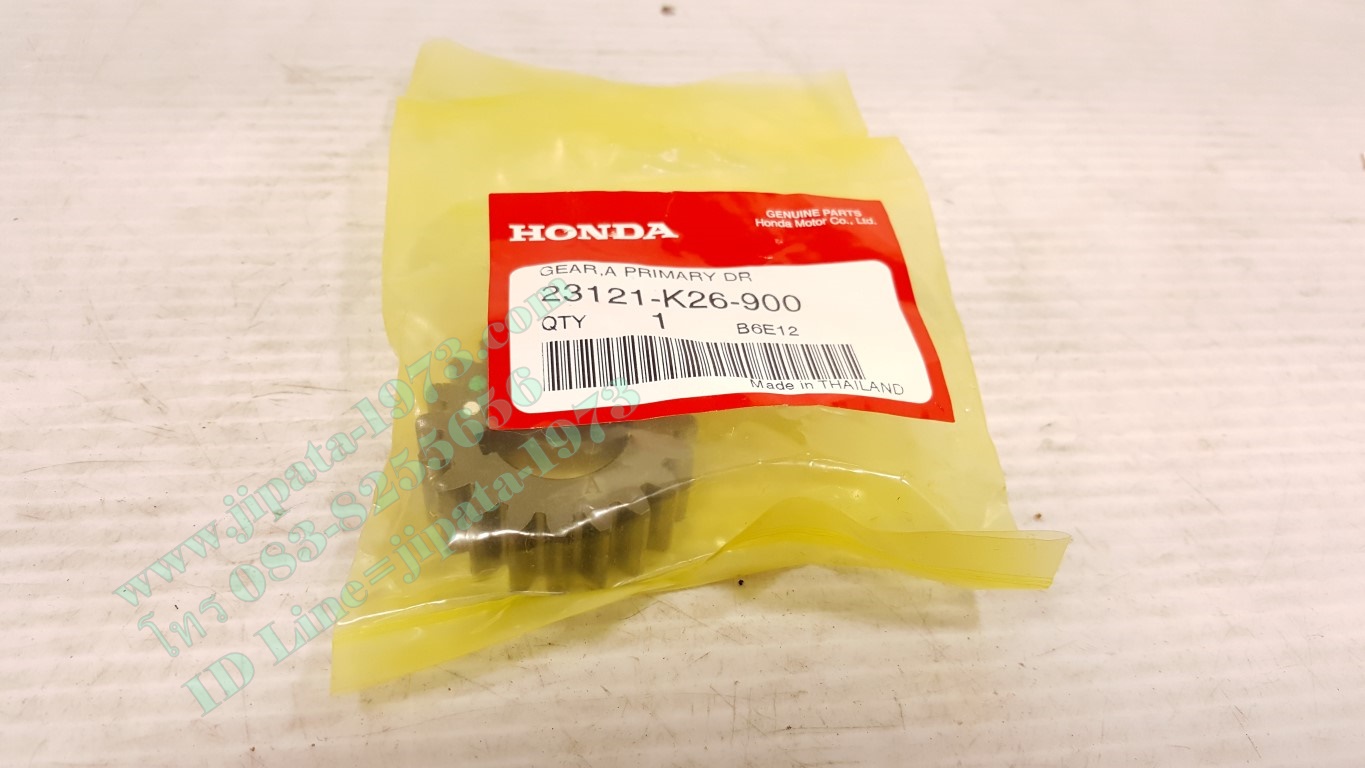 HONDA
GENUINE PARTS
Honda Motor Co., Ltd.
GEAR,A PRIMARY DR
23121-K26-900
QTY 1 B6E12
Made in THAILAND
A
www.jipata-1973.com
โทร 083-8255656
ID Line=jipata-1973